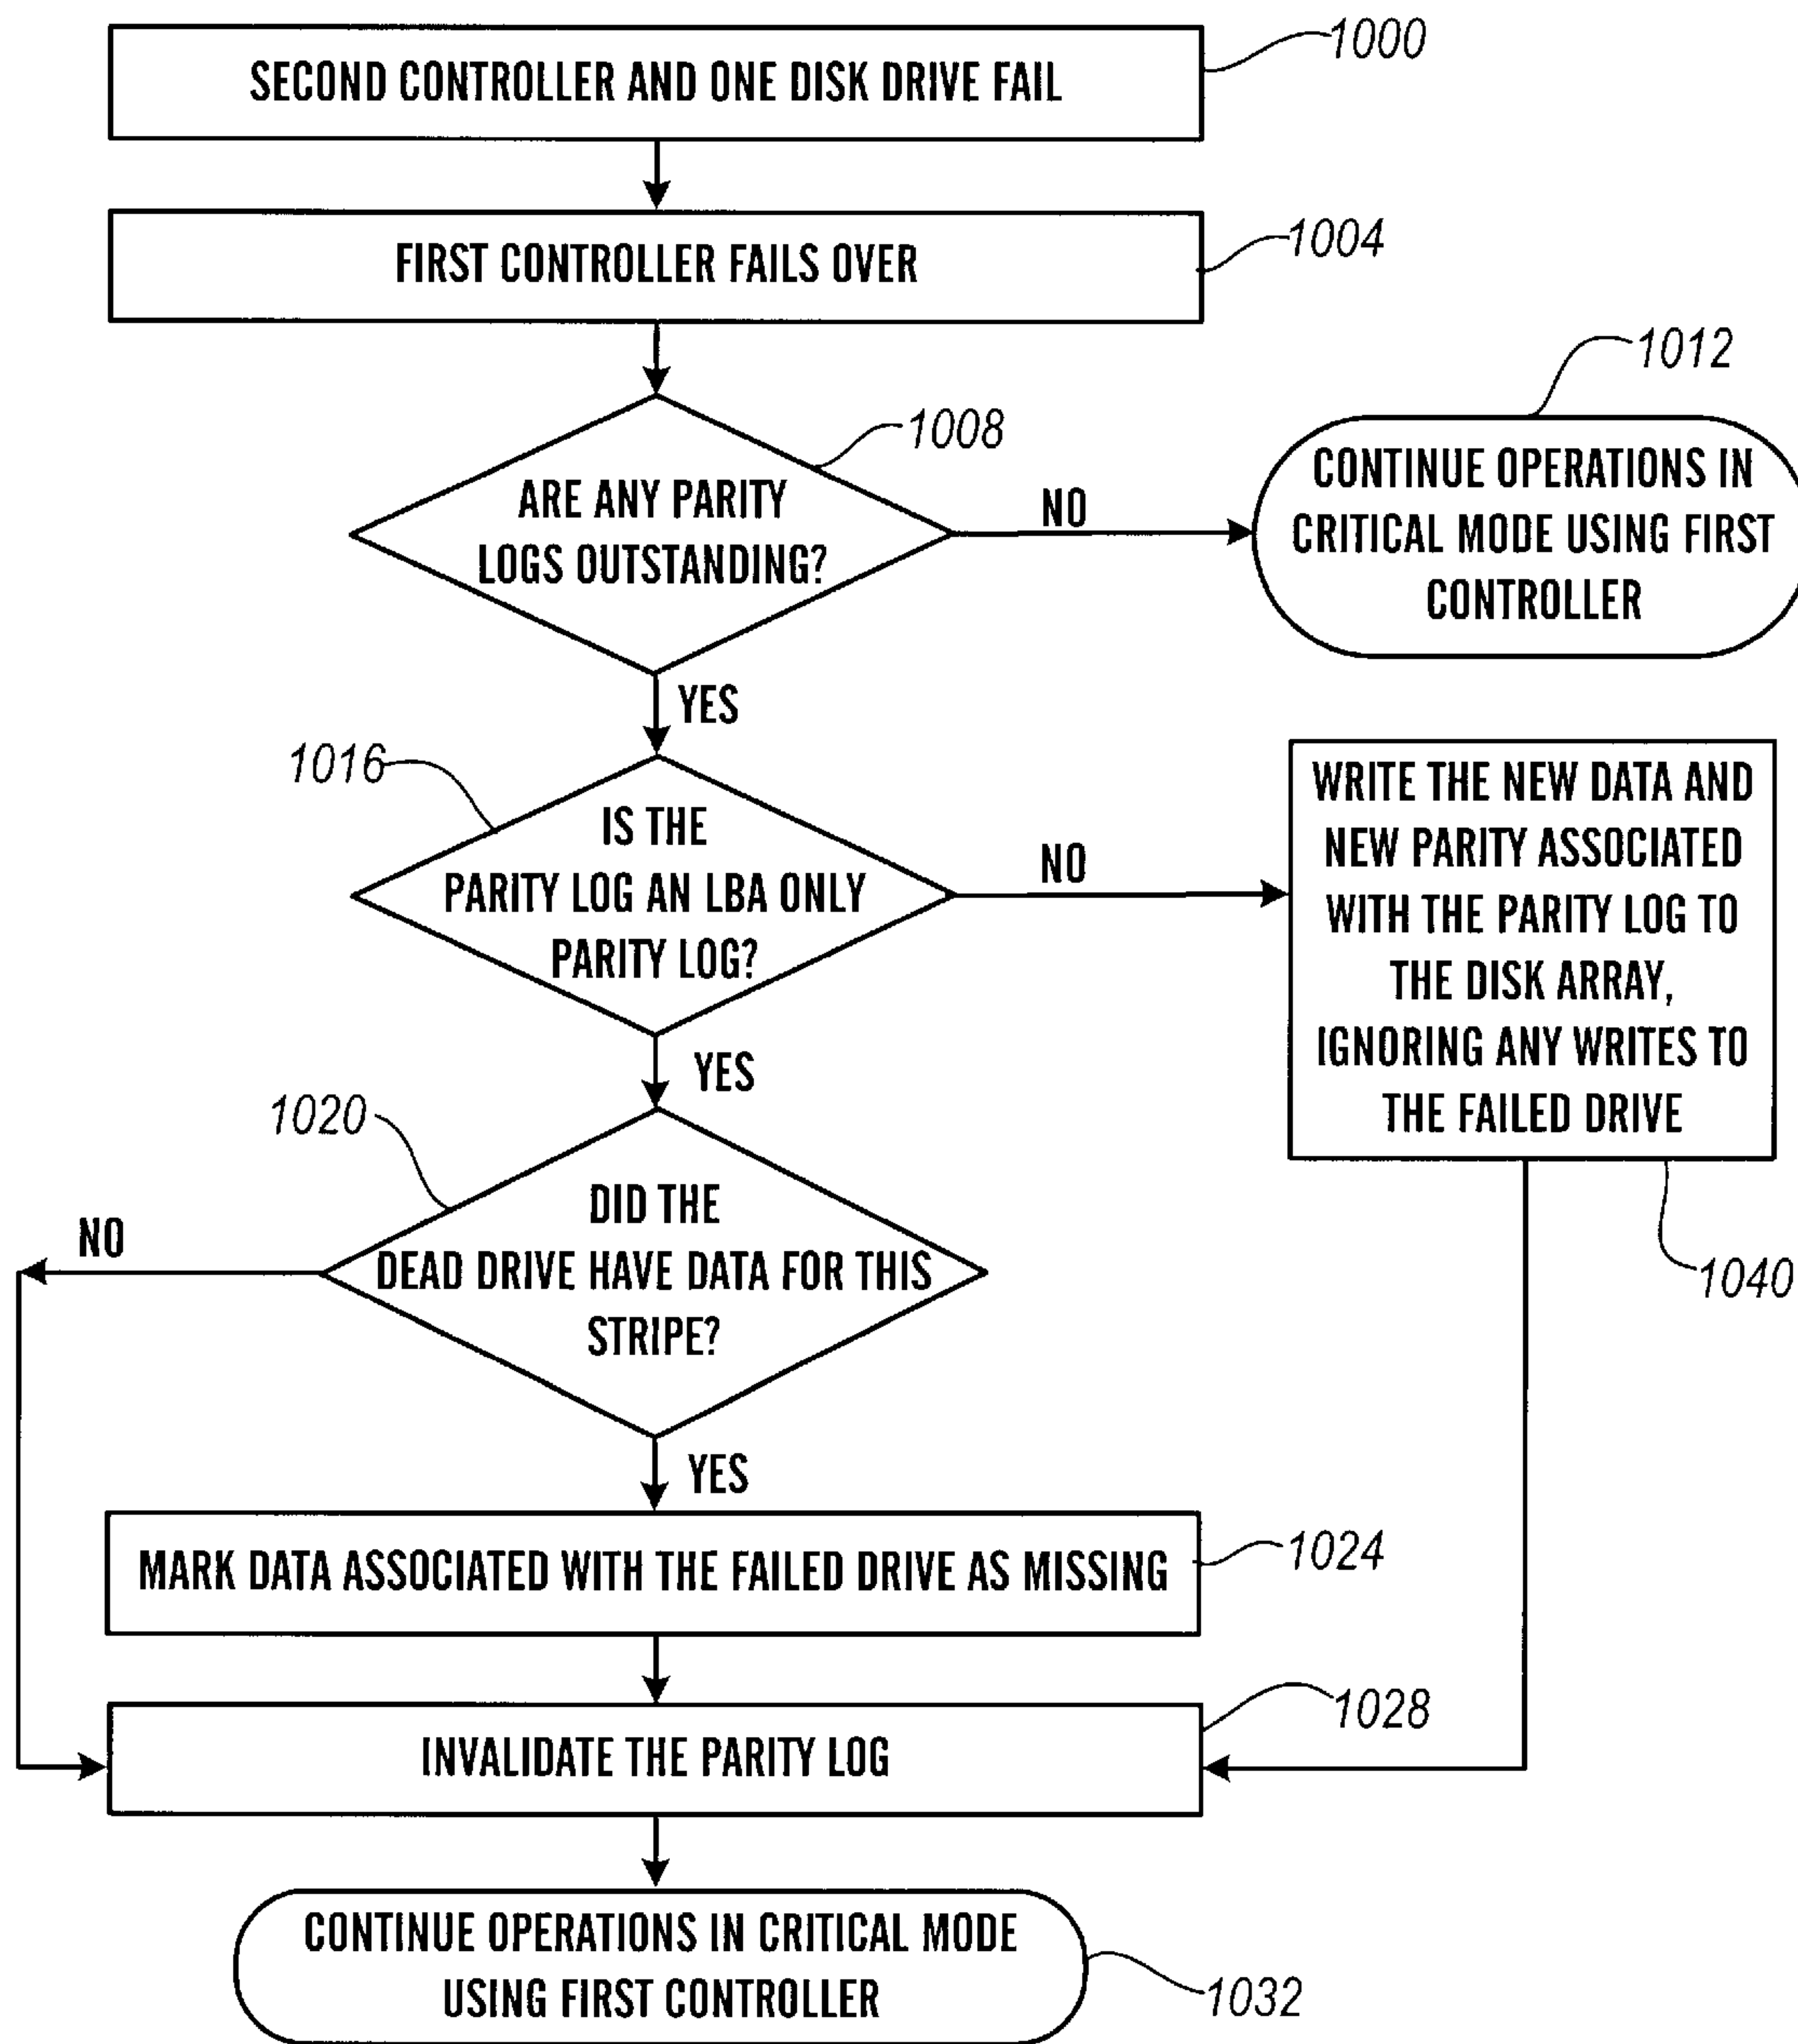 1000
SECOND CONTROLLER AND ONE DISK DRIVE FAIL
1004
FIRST CONTROLLER FAILS OVER
1008
ARE ANY PARITY
LOGS OUTSTANDING?
NO
1012
CONTINUE OPERATIONS IN
CRITICAL MODE USING FIRST
CONTROLLER
YES
1016
IS THE
PARITY LOG AN LBA ONLY
PARITY LOG?
NO
WRITE THE NEW DATA AND
NEW PARITY ASSOCIATED
WITH THE PARITY LOG TO
THE DISK ARRAY,
IGNORING ANY WRITES TO
THE FAILED DRIVE
1040
YES
1020
DID THE
DEAD DRIVE HAVE DATA FOR THIS
STRIPE?
NO
YES
MARK DATA ASSOCIATED WITH THE FAILED DRIVE AS MISSING
1024
INVALIDATE THE PARITY LOG
1028
CONTINUE OPERATIONS IN CRITICAL MODE
USING FIRST CONTROLLER
1032